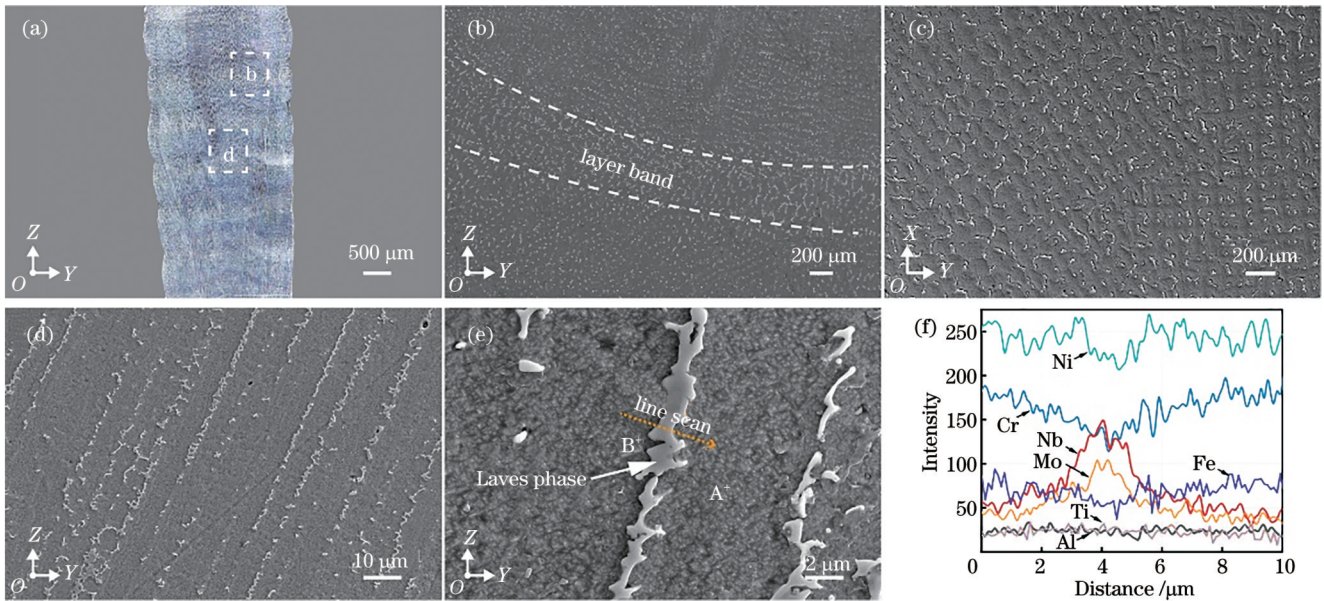 (a)
b
d
Z
O
Y
500 μm
(b)
layer band
Z
O
Y
200 μm
(c)
X
O
Y
200 μm
(d)
Z
O
Y
10 μm
(e)
line scan
B+
Laves phase
A+
Z
O
Y
2 μm
(f)
250
200
150
100
50
Intensity
Ni
Cr
Nb
Mo
Fe
Ti
Al
0 2 4 6 8 10
Distance /μm